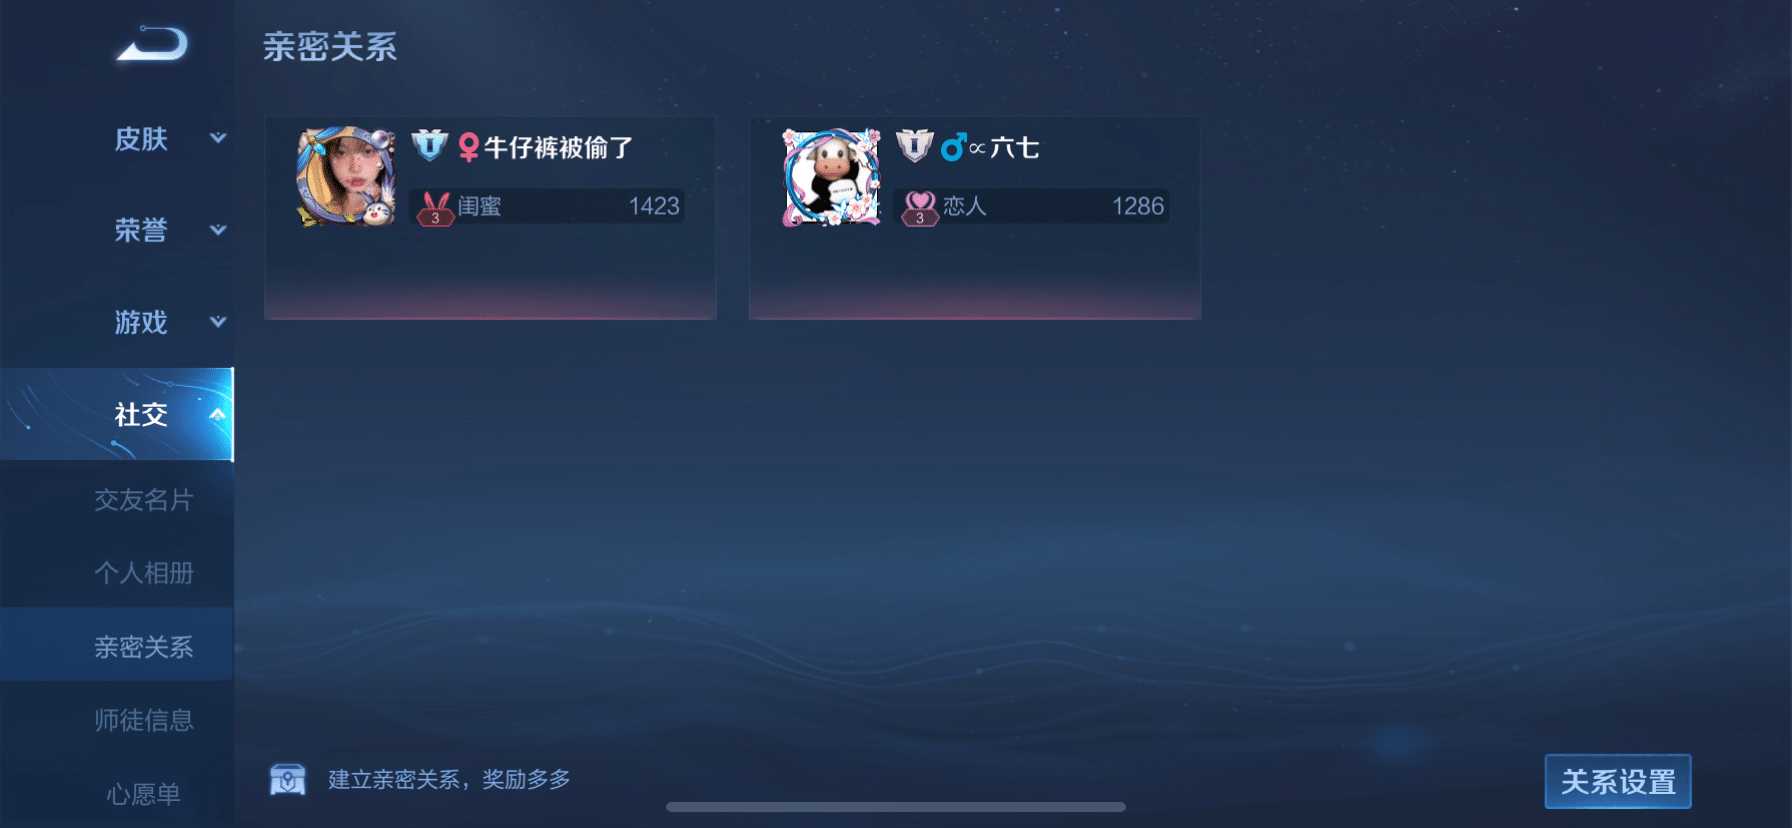 亲密关系
皮肤
荣誉
游戏
社交
交友名片
个人相册
亲密关系
师徒信息
心愿单
牛仔裤被偷了
3 闺蜜 1423
∝六七
3 恋人 1286
建立亲密关系，奖励多多
关系设置